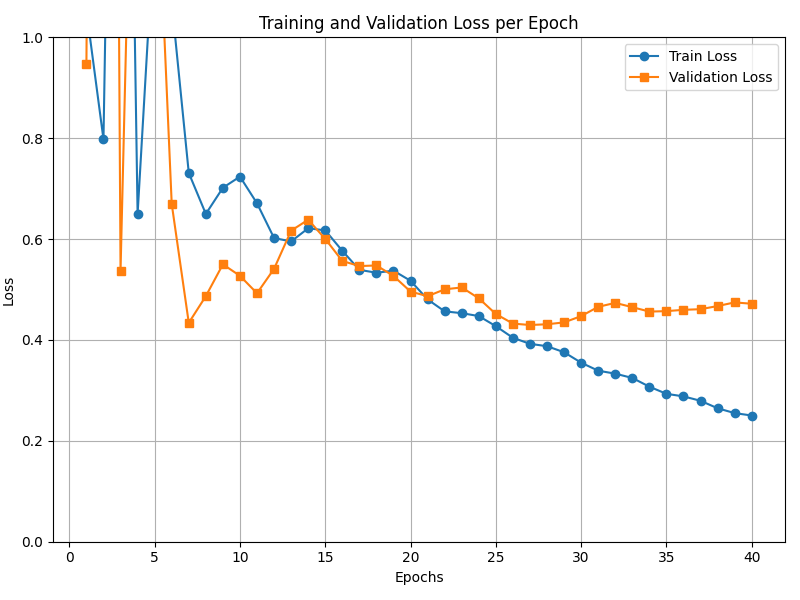 Training and Validation Loss per Epoch
Train Loss
Validation Loss
Loss
1.0
0.8
0.6
0.4
0.2
0.0
0 5 10 15 20 25 30 35 40
Epochs